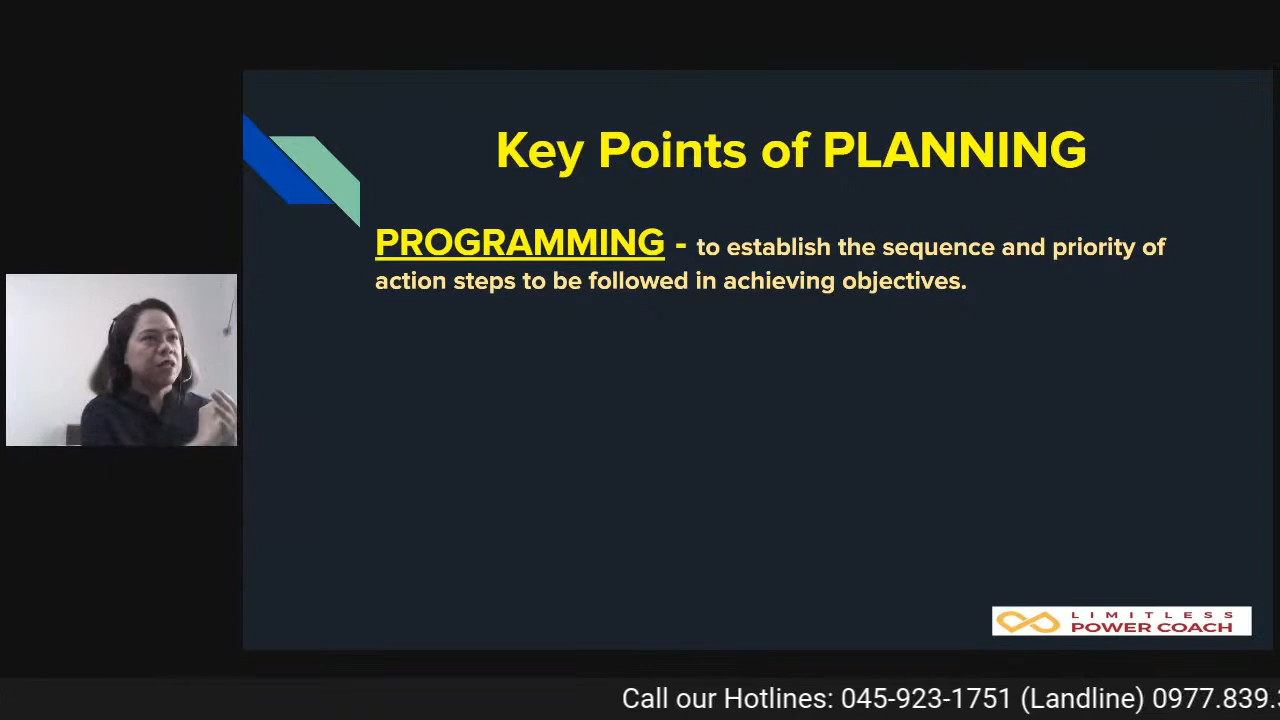 Key Points of PLANNING
PROGRAMMING - to establish the sequence and priority of
action steps to be followed in achieving objectives.
LIMITLESS
POWER COACH
Call our Hotlines: 045-923-1751 (Landline) 0977.839.